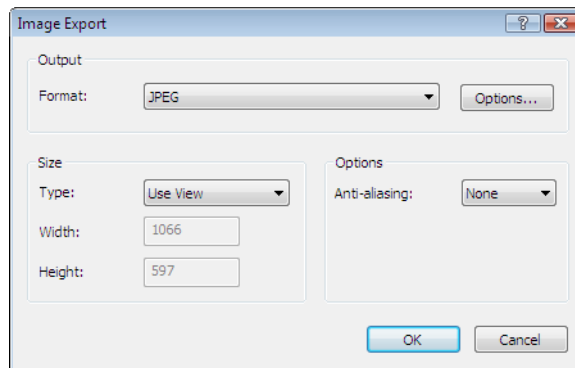 Image Export
Output
Format: JPEG Options...
Size
Type: Use View
Width: 1066
Height: 597
Options
Anti-aliasing: None
OK Cancel